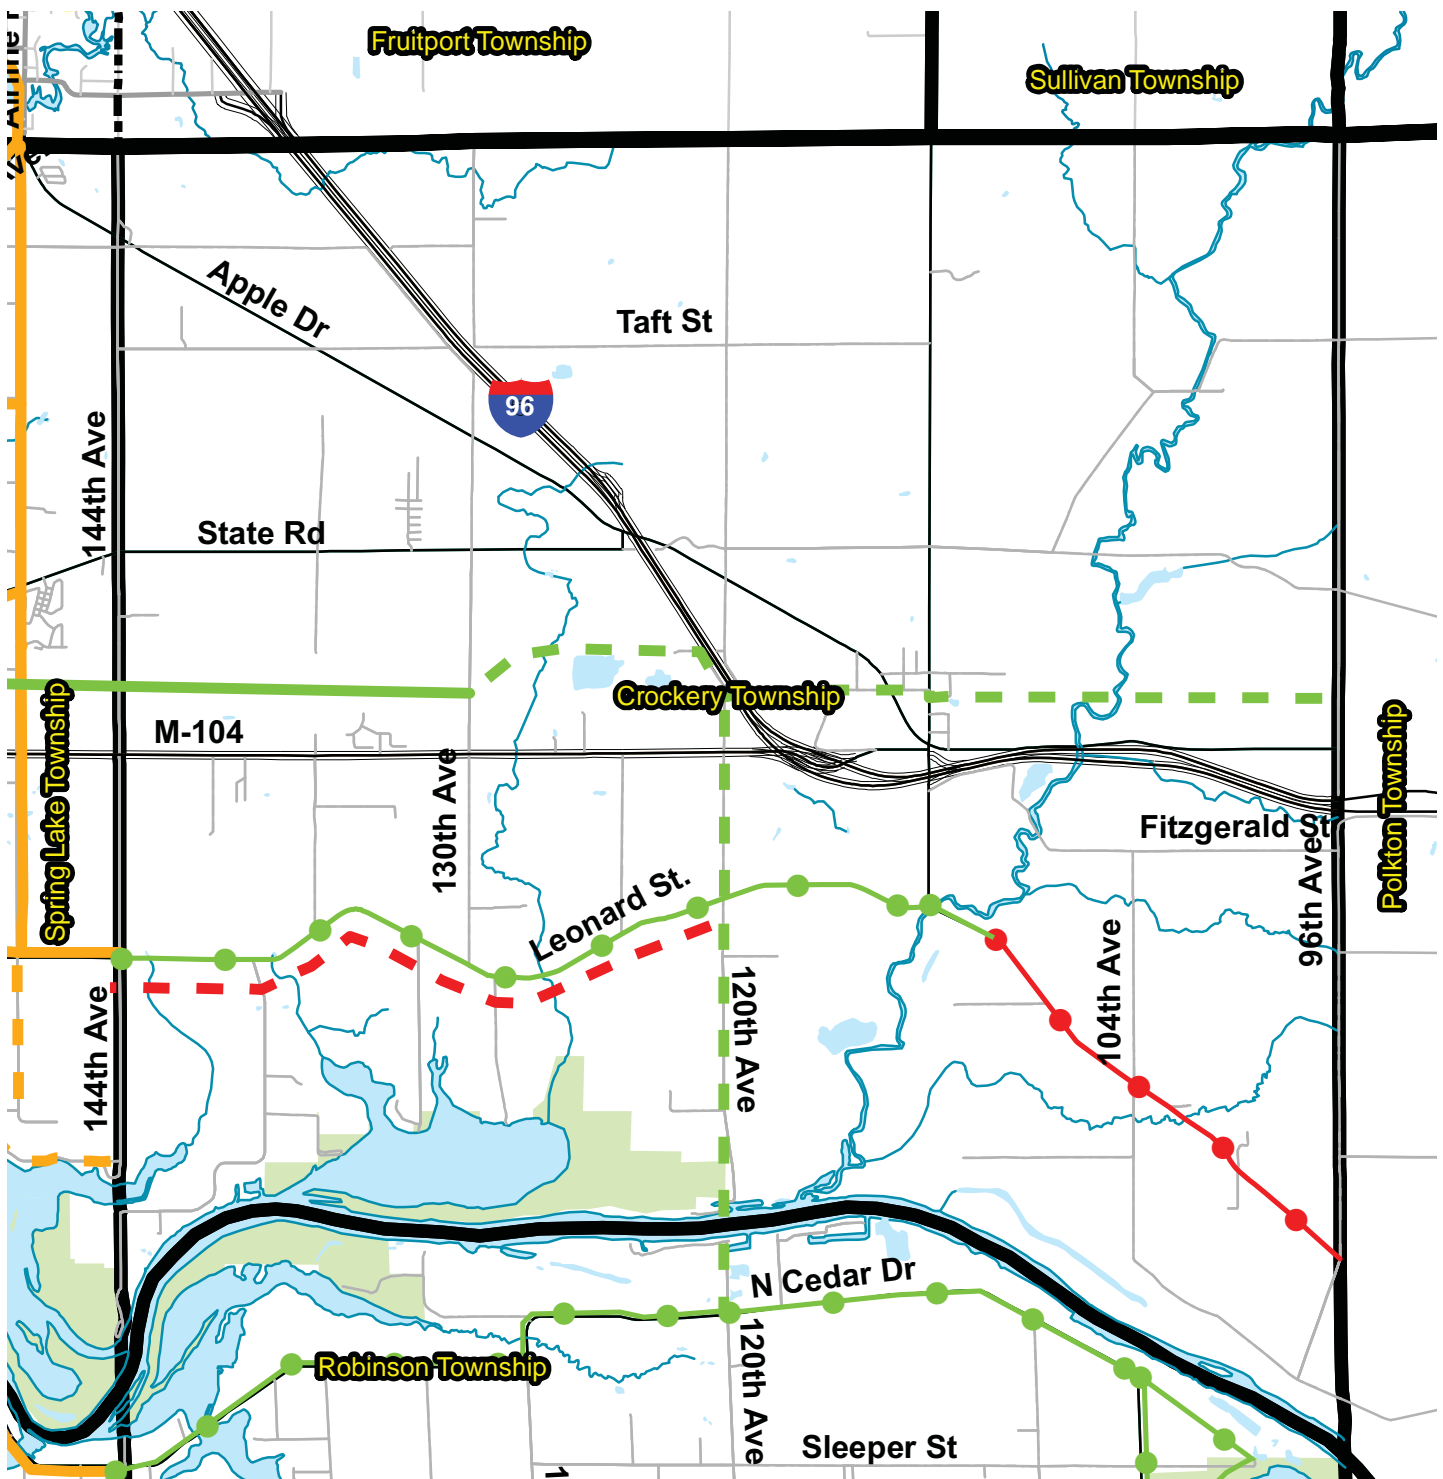 Fruitport Township
Sullivan Township
Apple Dr
Taft St
96
144th Ave
State Rd
Crockery Township
M-104
Spring Lake Township
130th Ave
Polkton Township
Fitzgerald St
96th Ave
Leonard St.
104th Ave
144th Ave
120th Ave
N Cedar Dr
Robinson Township
120th Ave
Sleeper St